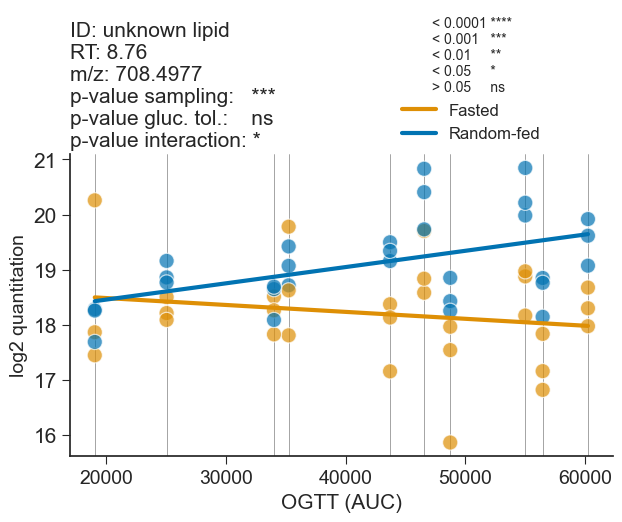 ID: unknown lipid
RT: 8.76
m/z: 708.4977
p-value sampling: ***
p-value gluc. tol.: ns
p-value interaction: *
< 0.0001 ****
< 0.001 ***
< 0.01 **
< 0.05 *
> 0.05 ns
Fasted
Random-fed
21
20
19
18
17
16
log2 quantitation
20000 30000 40000 50000 60000
OGTT (AUC)